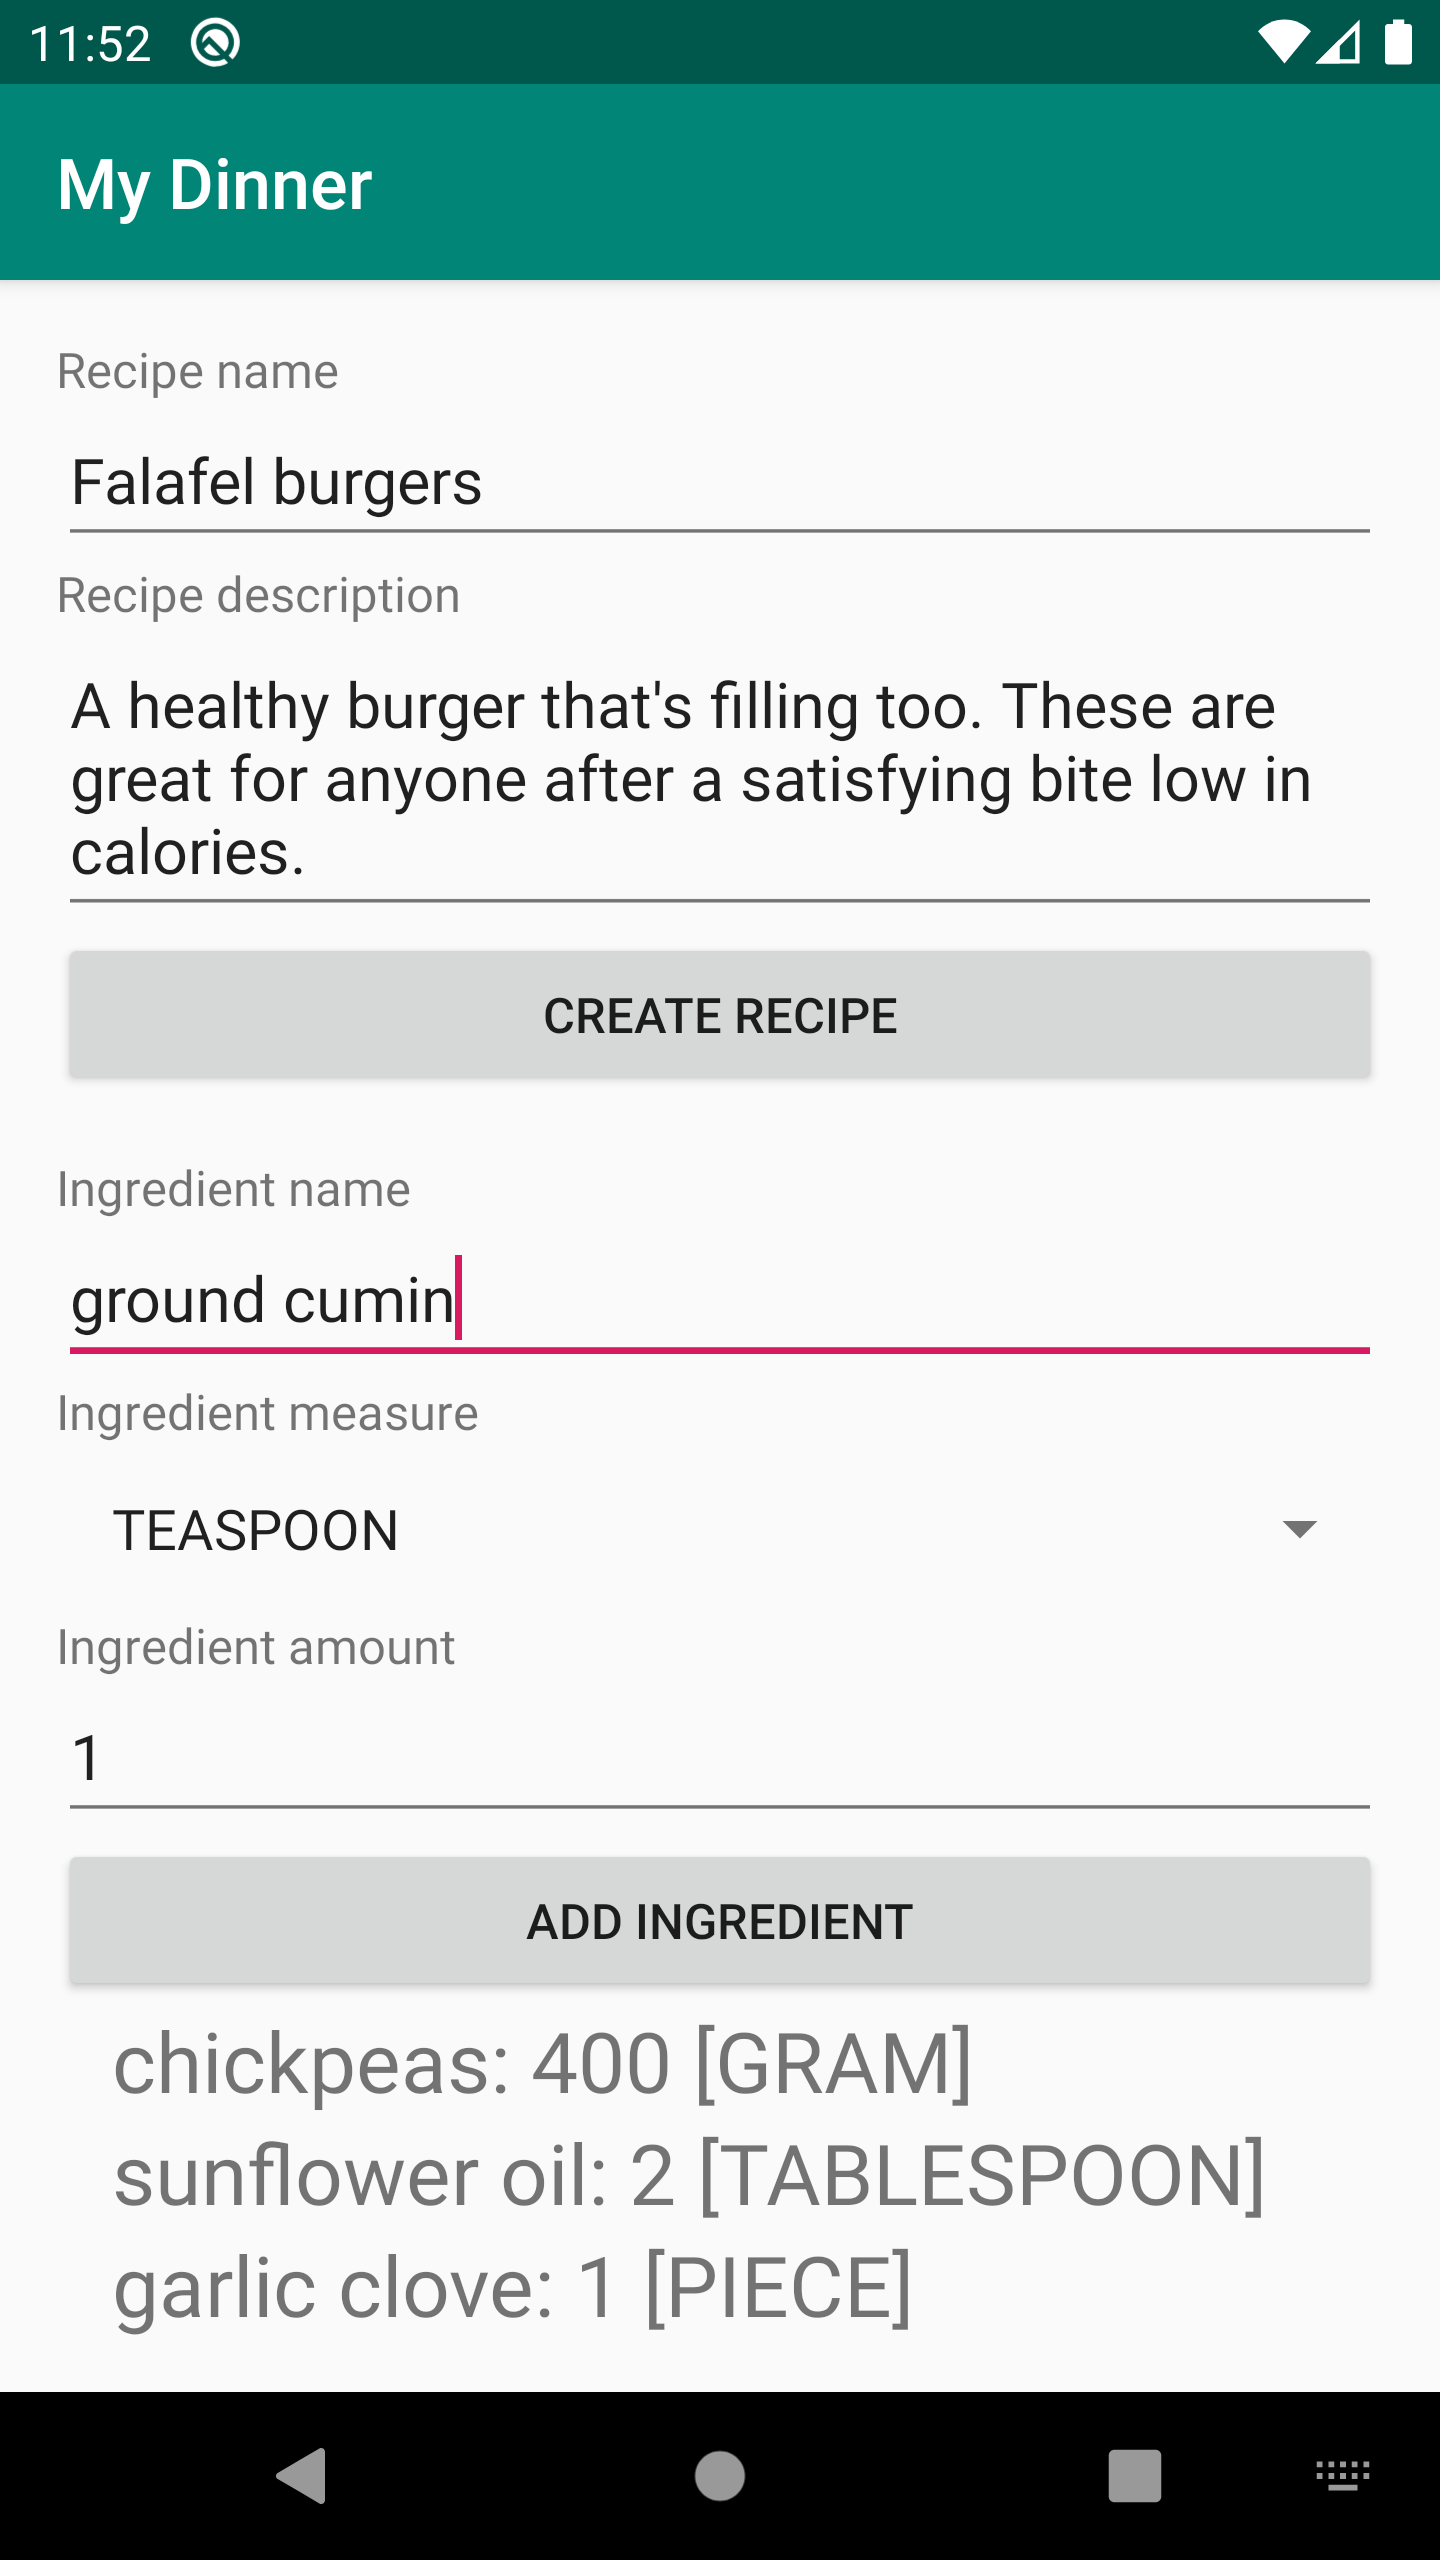 11:52
My Dinner
Recipe name
Falafel burgers
Recipe description
A healthy burger that's filling too. These are
great for anyone after a satisfying bite low in
calories.
CREATE RECIPE
Ingredient name
ground cumin
Ingredient measure
TEASPOON
Ingredient amount
1
ADD INGREDIENT
chickpeas: 400 [GRAM]
sunflower oil: 2 [TABLESPOON]
garlic clove: 1 [PIECE]